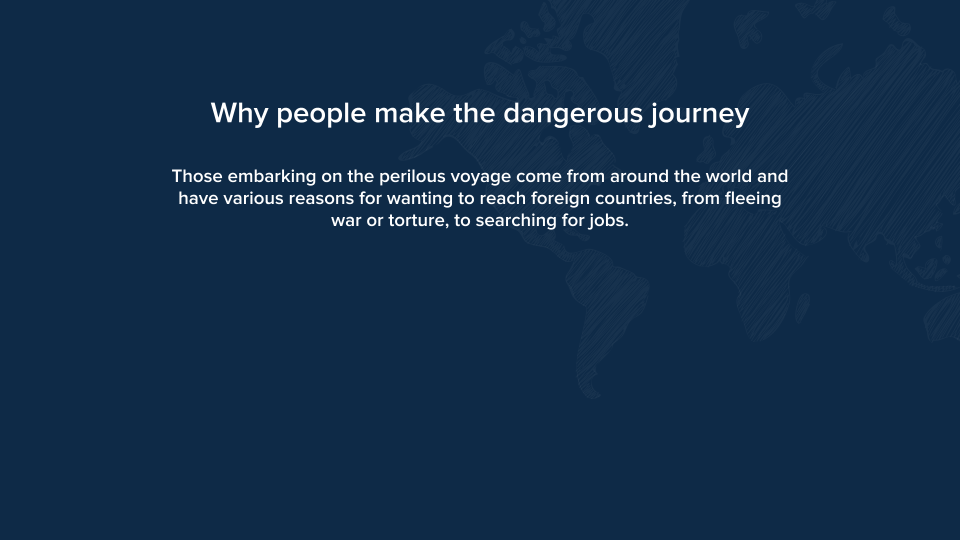 Why people make the dangerous journey
Those embarking on the perilous voyage come from around the world and
have various reasons for wanting to reach foreign countries, from fleeing
war or torture, to searching for jobs.